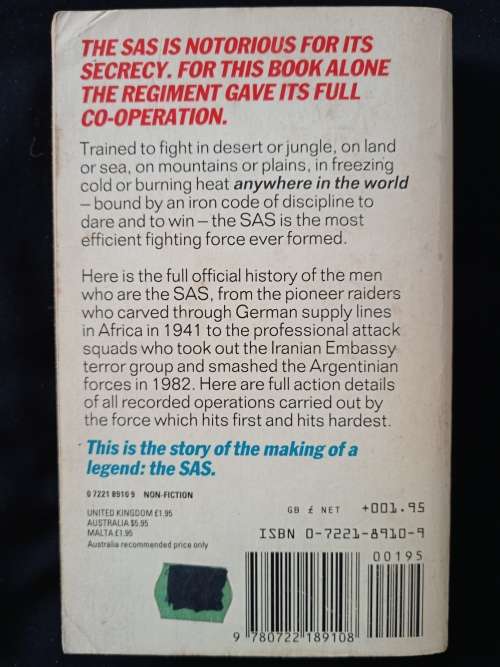 THE SAS IS NOTORIOUS FOR ITS
SECRECY. FOR THIS BOOK ALONE
THE REGIMENT GAVE ITS FULL
CO-OPERATION.
Trained to fight in desert or jungle, on land
or sea, on mountains or plains, in freezing
cold or burning heat anywhere in the world
– bound by an iron code of discipline to
dare and to win – the SAS is the most
efficient fighting force ever formed.
Here is the full official history of the men
who are the SAS, from the pioneer raiders
who carved through German supply lines
in Africa in 1941 to the professional attack
squads who took out the Iranian Embassy
terror group and smashed the Argentinian
forces in 1982. Here are full action details
of all recorded operations carried out by
the force which hits first and hits hardest.
This is the story of the making of a
legend: the SAS.
0 7221 8910 9 NON-FICTION
UNITED KINGDOM £1.95
AUSTRALIA $5.95
MALTA £1.95
Australia recommended price only
GB £ NET +001.95
ISBN 0-7221-8910-9
00195
9 780722 189108